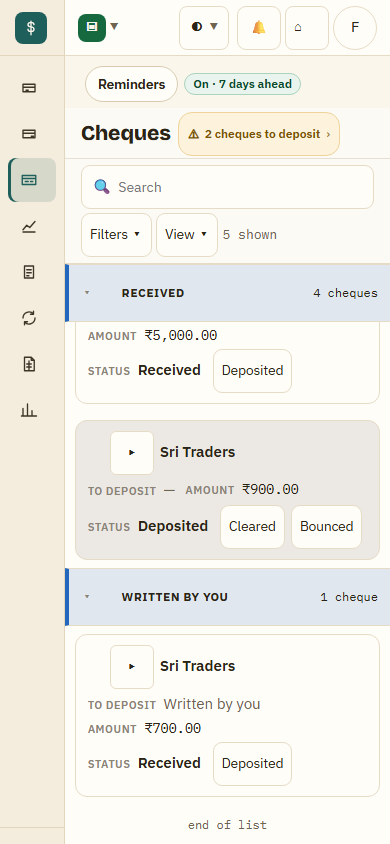 $
F
Reminders On · 7 days ahead
Cheques ⚠ 2 cheques to deposit ›
Search
Filters ▾ View ▾ 5 shown
RECEIVED 4 cheques
AMOUNT ₹5,000.00
STATUS Received Deposited
Sri Traders
TO DEPOSIT — AMOUNT ₹900.00
STATUS Deposited Cleared Bounced
WRITTEN BY YOU 1 cheque
Sri Traders
TO DEPOSIT Written by you
AMOUNT ₹700.00
STATUS Received Deposited
end of list